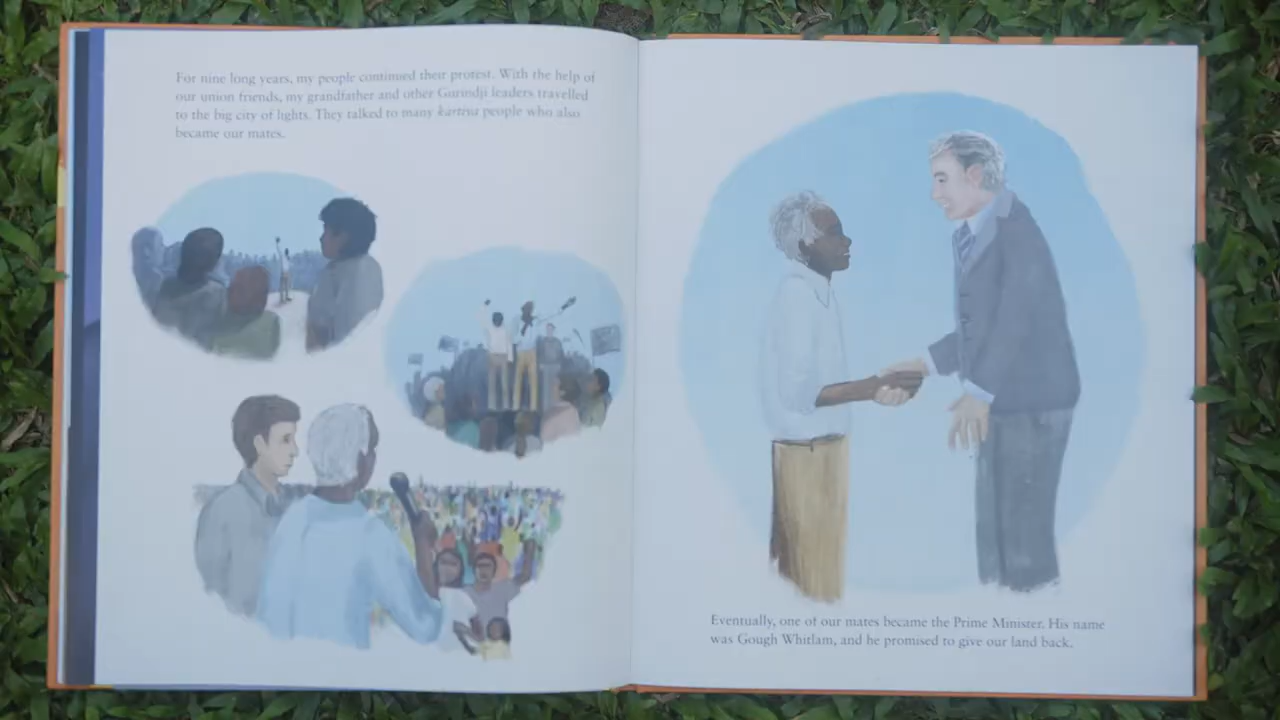 For nine long years, my people continued their protest. With the help of
our union friends, my grandfather and other Gurindji leaders travelled
to the big city of lights. They talked to many kartiya people who also
became our mates.
Eventually, one of our mates became the Prime Minister. His name
was Gough Whitlam, and he promised to give our land back.